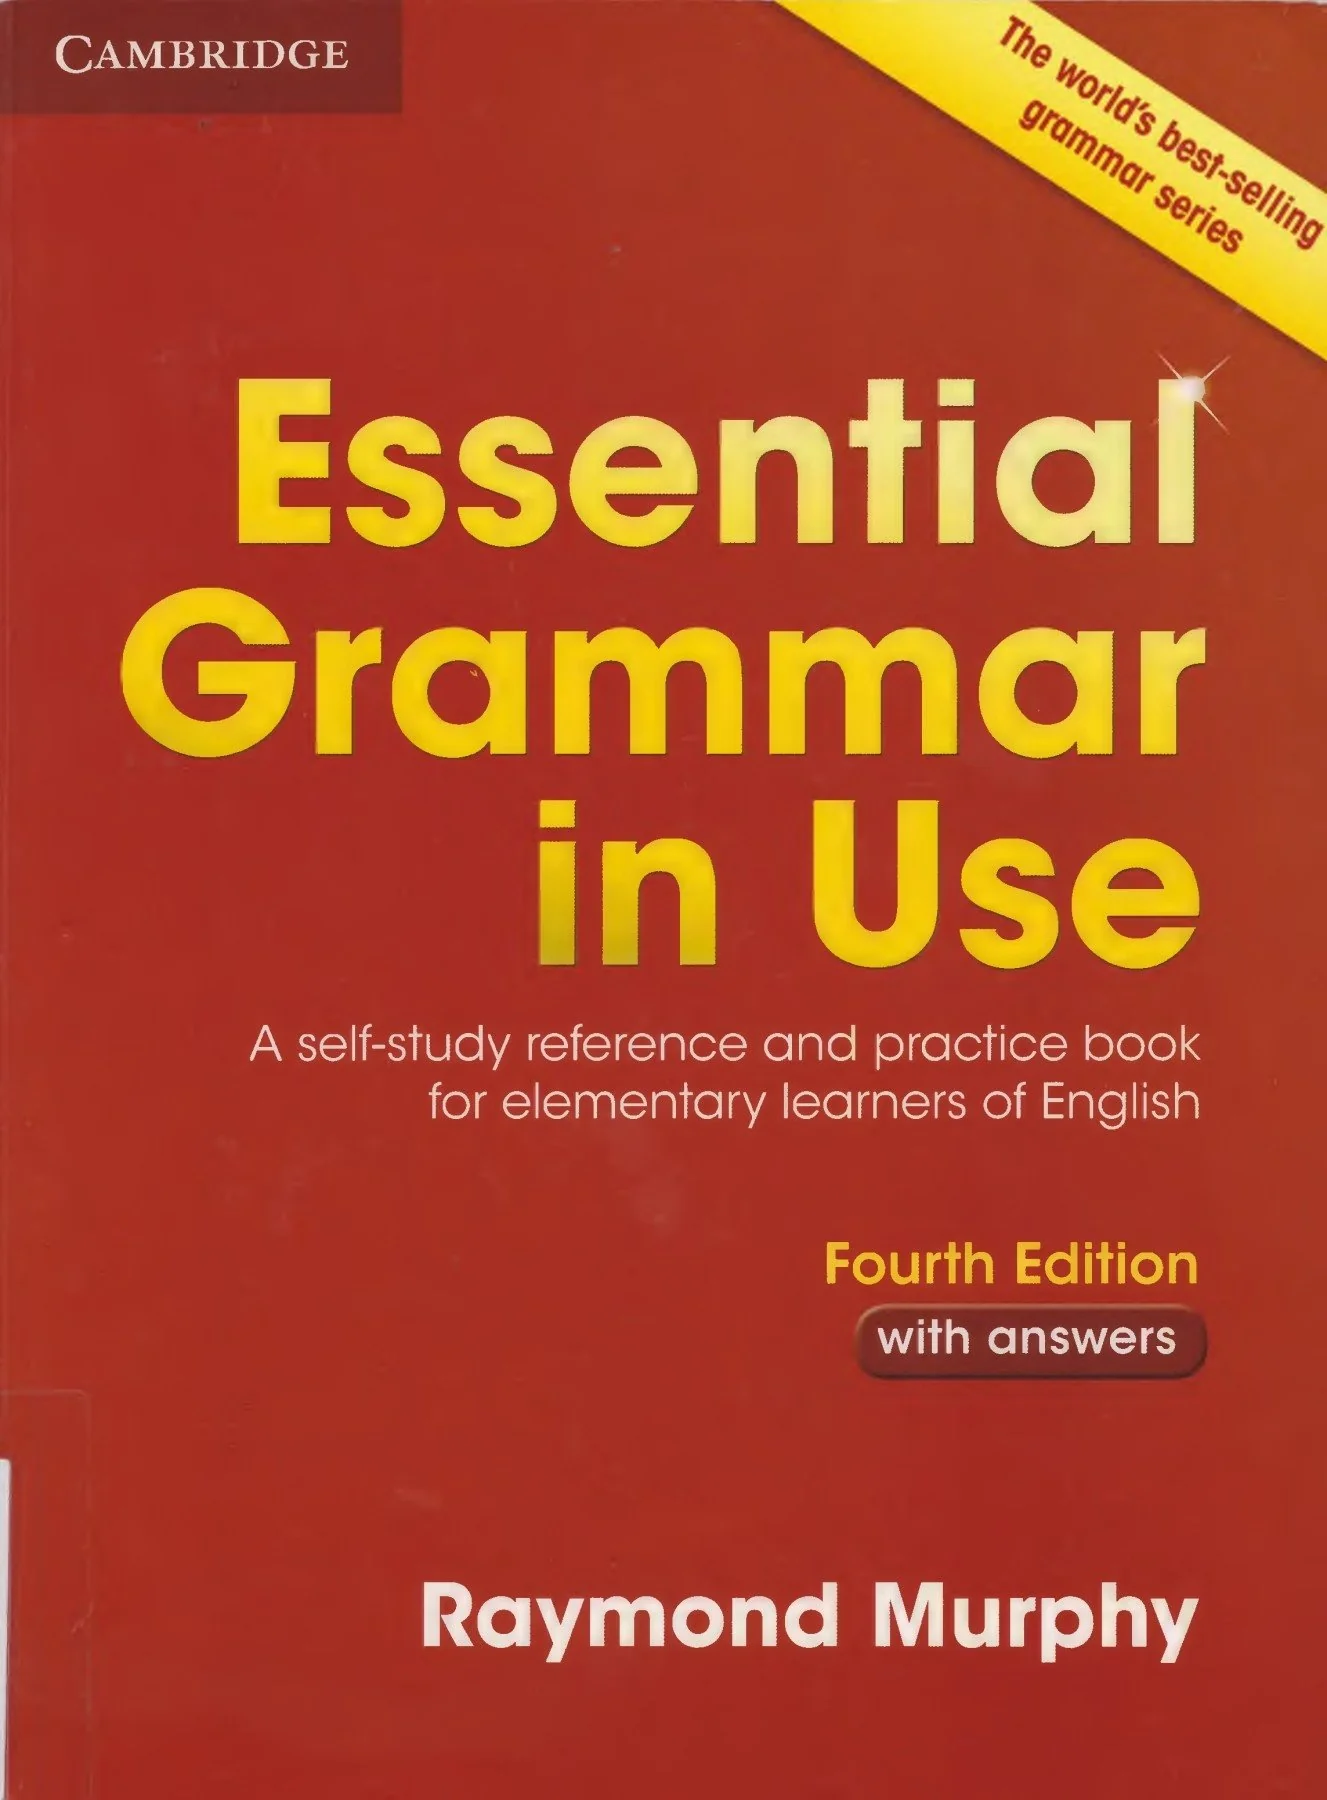 CAMBRIDGE
The world's best-selling
grammar series
Essential
Grammar
in Use
A self-study reference and practice book
for elementary learners of English
Fourth Edition
with answers
Raymond Murphy